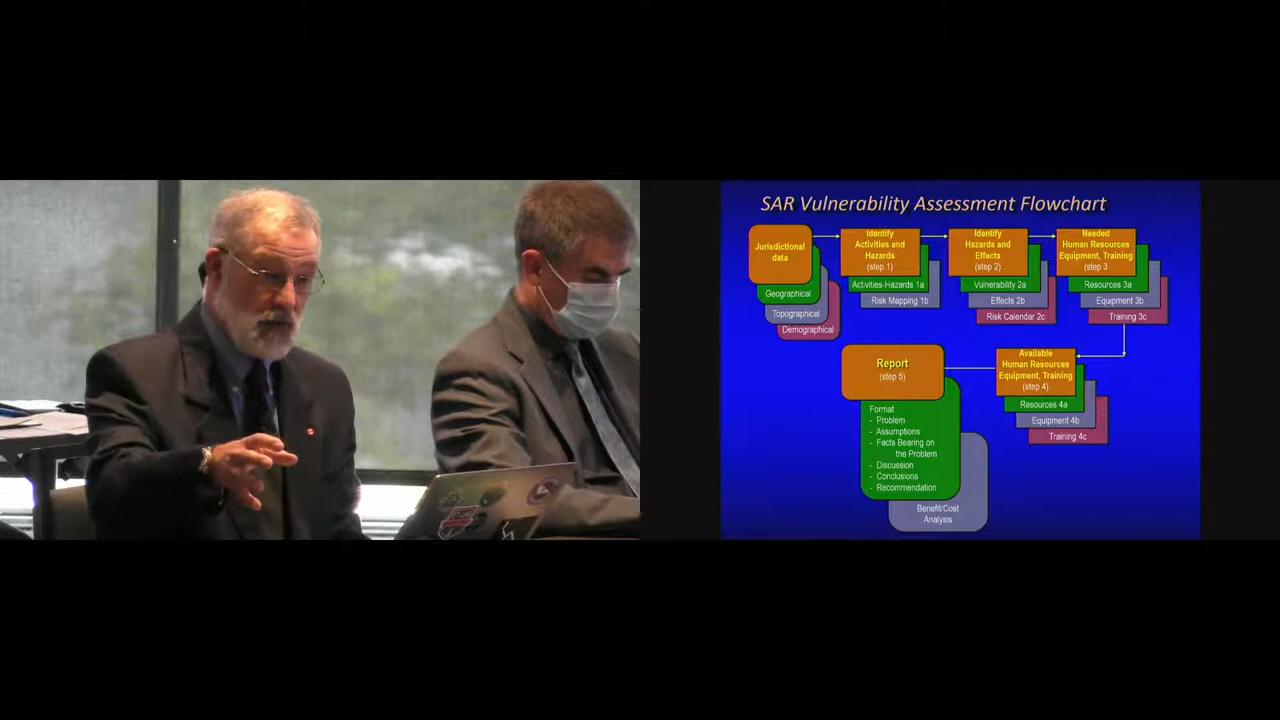 SAR Vulnerability Assessment Flowchart
Jurisdictional
data
Geographical
Topographical
Demographical
Identify
Activities and
Hazards
(step 1)
Activities-Hazards 1a
Risk Mapping 1b
Identify
Hazards and
Effects
(step 2)
Vulnerability 2a
Effects 2b
Risk Calendar 2c
Needed
Human Resources
Equipment, Training
(step 3
Resources 3a
Equipment 3b
Training 3c
Available
Human Resources
Equipment, Training
(step 4)
Resources 4a
Equipment 4b
Training 4c
Report
(step 5)
Format
- Problem
- Assumptions
- Facts Bearing on
the Problem
- Discussion
- Conclusions
- Recommendation
Benefit/Cost
Analysis